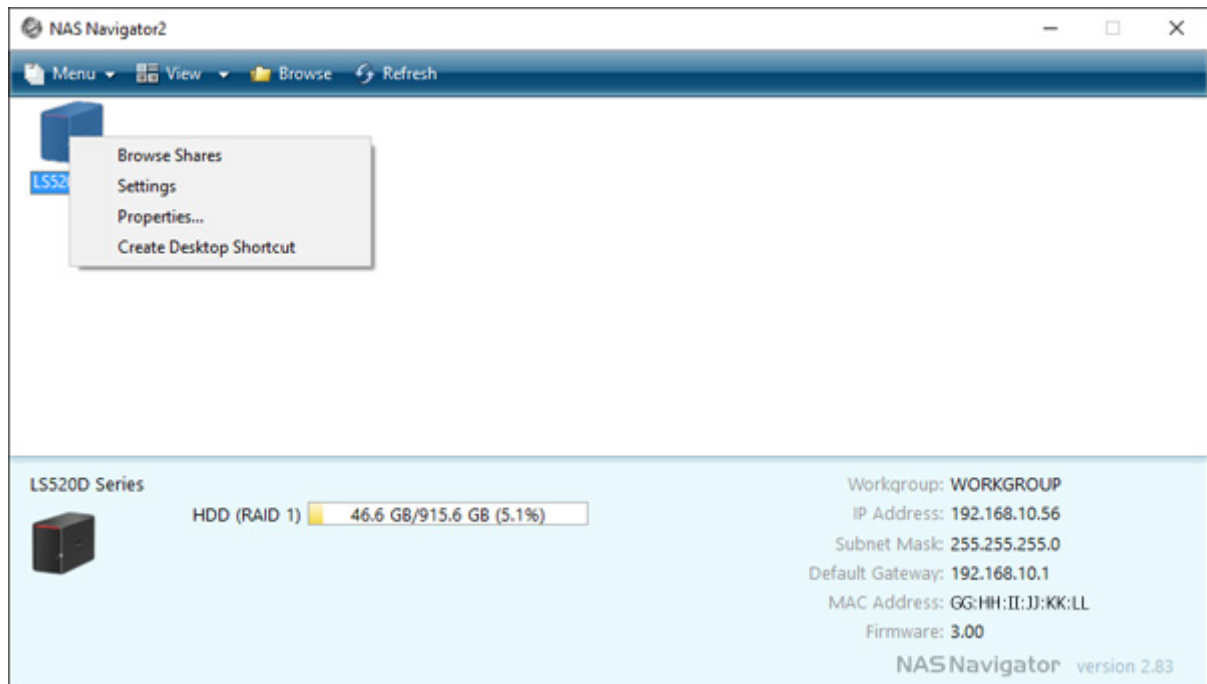 NAS Navigator2
Menu View Browse Refresh
LS52
Browse Shares
Settings
Properties...
Create Desktop Shortcut
LS520D Series
HDD (RAID 1) 46.6 GB/915.6 GB (5.1%)
Workgroup: WORKGROUP
IP Address: 192.168.10.56
Subnet Mask: 255.255.255.0
Default Gateway: 192.168.10.1
MAC Address: GG:HH:II:JJ:KK:LL
Firmware: 3.00
NAS Navigator version 2.83